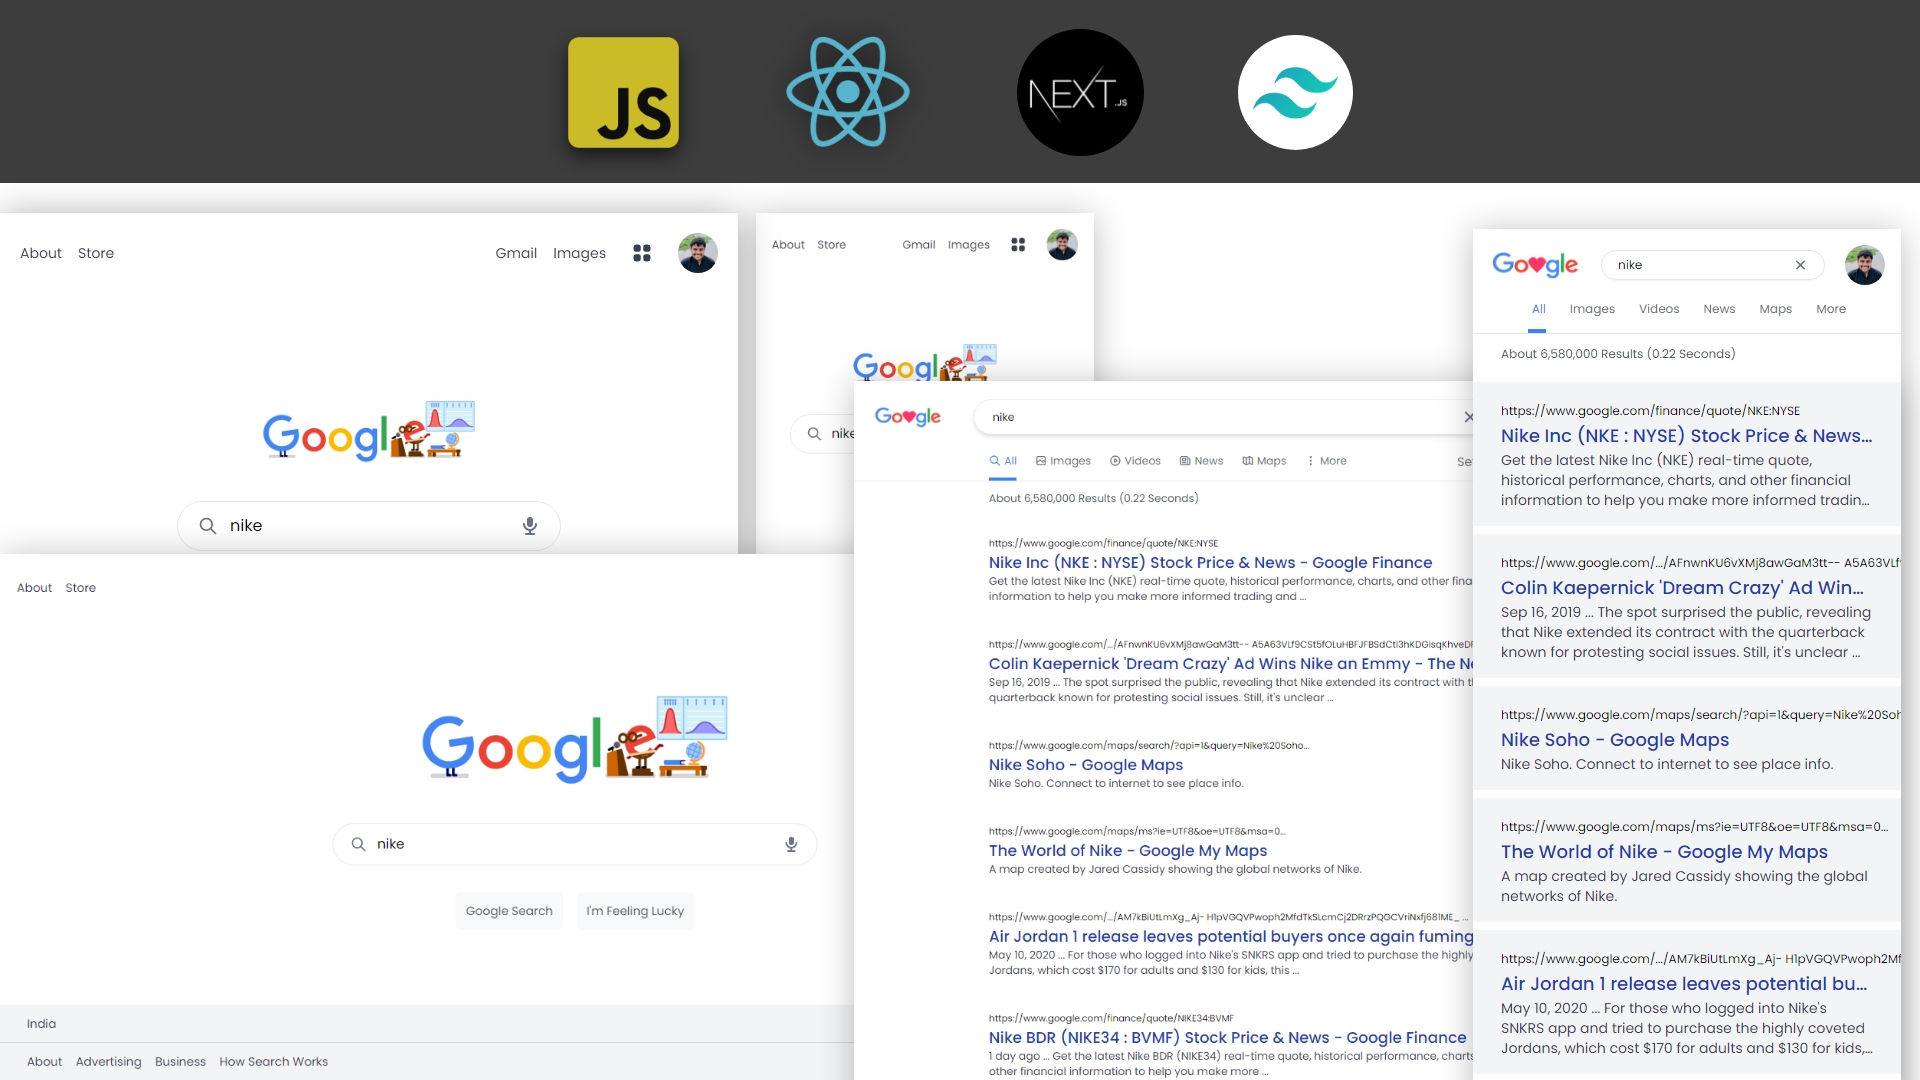 JS
NEXT.JS
About Store Gmail Images
Google
nike
About Store Gmail Images
Googl
nike
About Store
Google
nike
Google Search I'm Feeling Lucky
India
About Advertising Business How Search Works
Google
nike
All Images Videos News Maps More
About 6,580,000 Results (0.22 Seconds)
https://www.google.com/finance/quote/NKE:NYSE
Nike Inc (NKE : NYSE) Stock Price & News - Google Finance
Get the latest Nike Inc (NKE) real-time quote, historical performance, charts, and other fina
information to help you make more informed trading and ...
https://www.google.com/.../AFnwnKU6vXMj8awGaM3tt--
Colin Kaepernick 'Dream Crazy' Ad Wins Nike an Emmy - The Ne
Sep 16, 2019 ... The spot surprised the public, revealing that Nike extended its contract with th
quarterback known for protesting social issues. Still, it's unclear ...
https://www.google.com/maps/search/?api=1&query=Nike%20Soho...
Nike Soho - Google Maps
Nike Soho. Connect to internet to see place info.
https://www.google.com/maps/ms?ie=UTF8&oe=UTF8&msa=0...
The World of Nike - Google My Maps
A map created by Jared Cassidy showing the global networks of Nike.
https://www.google.com/.../AM7kBiUtLmXg_Aj-
Air Jordan 1 release leaves potential buyers once again fuming
May 10, 2020 ... For those who logged into Nike's SNKRS app and tried to purchase the highly
Jordans, which cost $170 for adults and $130 for kids, this ...
https://www.google.com/finance/quote/NIKE34:BVMF
Nike BDR (NIKE34 : BVMF) Stock Price & News - Google Finance
1 day ago ... Get the latest Nike BDR (NIKE34) real-time quote, historical performance, charts
other financial information to help you make more ...
Google
nike
All Images Videos News Maps More
About 6,580,000 Results (0.22 Seconds)
https://www.google.com/finance/quote/NKE:NYSE
Nike Inc (NKE : NYSE) Stock Price & News...
Get the latest Nike Inc (NKE) real-time quote,
historical performance, charts, and other financial
information to help you make more informed tradin...
https://www.google.com/.../AFnwnKU6vXMj8awGaM3tt-- A5A63VLf
Colin Kaepernick 'Dream Crazy' Ad Win...
Sep 16, 2019 ... The spot surprised the public, revealing
that Nike extended its contract with the quarterback
known for protesting social issues. Still, it's unclear ...
https://www.google.com/maps/search/?api=1&query=Nike%20Soh
Nike Soho - Google Maps
Nike Soho. Connect to internet to see place info.
https://www.google.com/maps/ms?ie=UTF8&oe=UTF8&msa=0...
The World of Nike - Google My Maps
A map created by Jared Cassidy showing the global
networks of Nike.
https://www.google.com/.../AM7kBiUtLmXg_Aj- H1pVGQVPwoph2Mf
Air Jordan 1 release leaves potential bu...
May 10, 2020 ... For those who logged into Nike's
SNKRS app and tried to purchase the highly coveted
Jordans, which cost $170 for adults and $130 for kids,...